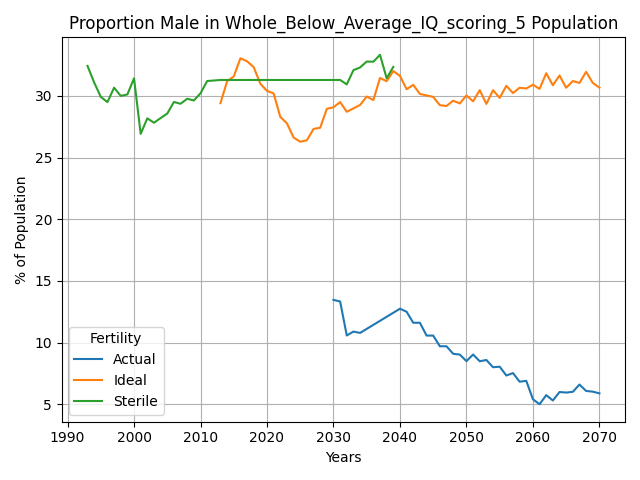 Proportion Male in Whole_Below_Average_IQ_scoring_5 Population
% of Population
30
25
20
15
10
5
Fertility
Actual
Ideal
Sterile
1990 2000 2010 2020 2030 2040 2050 2060 2070
Years